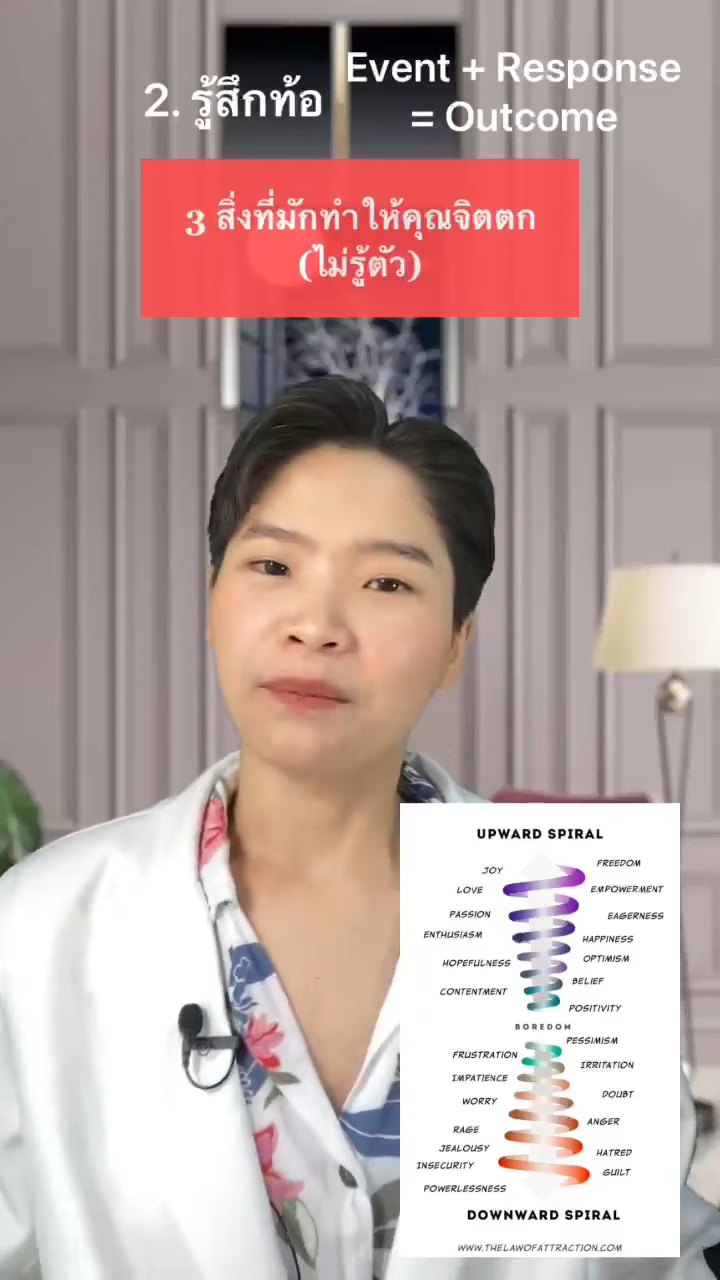 2. รู้สึกท้อ
Event + Response
= Outcome
3 สิ่งที่มักทำให้คุณจิตตก
(ไม่รู้ตัว)
UPWARD SPIRAL
JOY
FREEDOM
LOVE
EMPOWERMENT
PASSION
EAGERNESS
ENTHUSIASM
HAPPINESS
HOPEFULNESS
OPTIMISM
BELIEF
CONTENTMENT
POSITIVITY
BOREDOM
PESSIMISM
FRUSTRATION
IRRITATION
IMPATIENCE
DOUBT
WORRY
ANGER
RAGE
JEALOUSY
HATRED
INSECURITY
GUILT
POWERLESSNESS
DOWNWARD SPIRAL
WWW.THELAWOFATTRACTION.COM